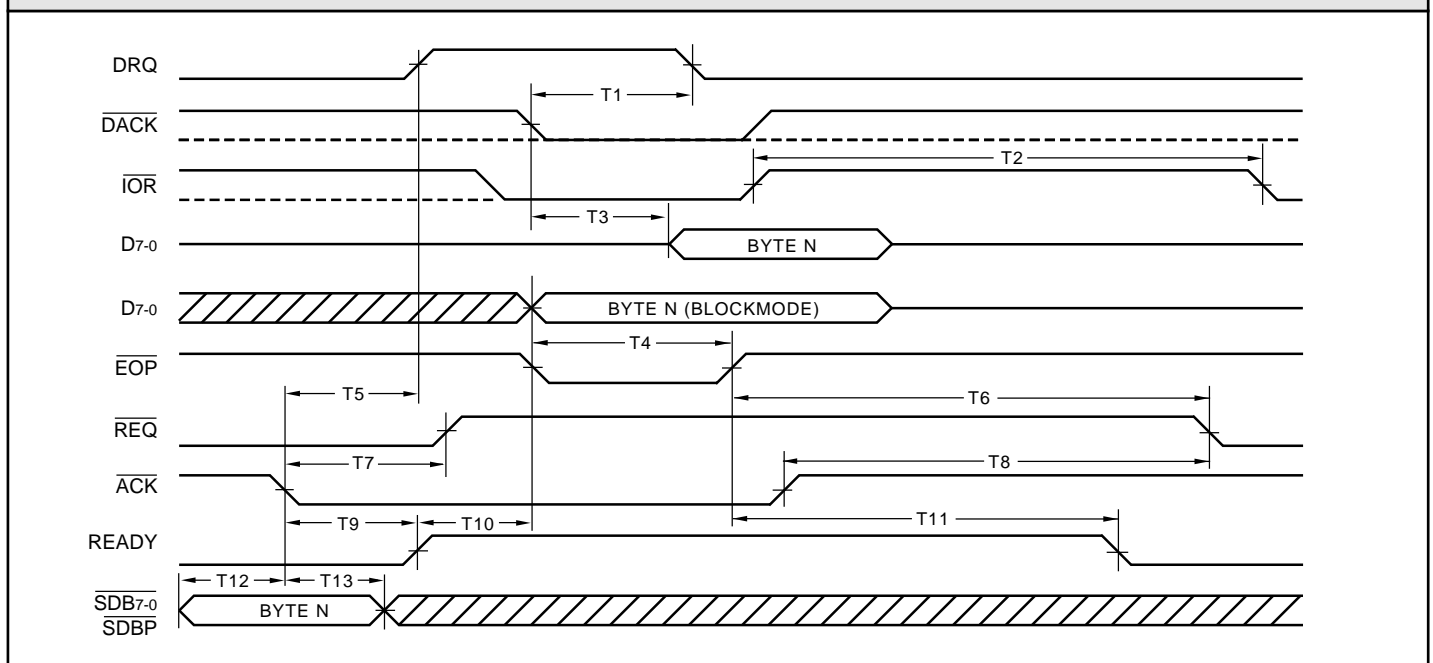 DRQ
T1
DACK
T2
IOR
T3
D7-0 BYTE N
D7-0 BYTE N (BLOCKMODE)
T4
EOP
T5 T6
REQ
T7 T8
ACK
T9 T10 T11
READY
T12 T13
SDB7-0 BYTE N
SDBP